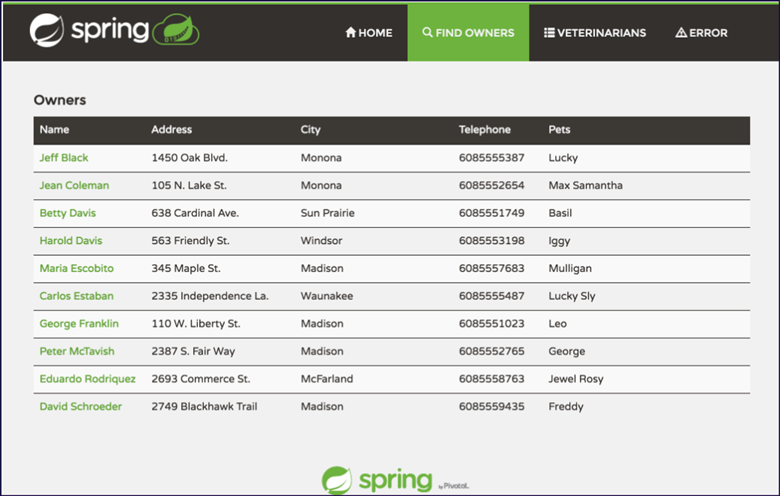 spring
HOME FIND OWNERS VETERINARIANS ERROR
Owners
Name Address City Telephone Pets
Jeff Black 1450 Oak Blvd. Monona 6085555387 Lucky
Jean Coleman 105 N. Lake St. Monona 6085552654 Max Samantha
Betty Davis 638 Cardinal Ave. Sun Prairie 6085551749 Basil
Harold Davis 563 Friendly St. Windsor 6085553198 Iggy
Maria Escobito 345 Maple St. Madison 6085557683 Mulligan
Carlos Estaban 2335 Independence La. Waunakee 6085555487 Lucky Sly
George Franklin 110 W. Liberty St. Madison 6085551023 Leo
Peter McTavish 2387 S. Fair Way Madison 6085552765 George
Eduardo Rodriquez 2693 Commerce St. McFarland 6085558763 Jewel Rosy
David Schroeder 2749 Blackhawk Trail Madison 6085559435 Freddy
spring by Pivotal.